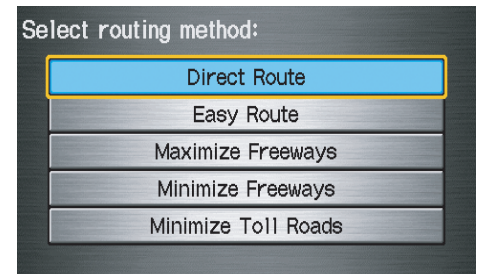 Select routing method:
Direct Route
Easy Route
Maximize Freeways
Minimize Freeways
Minimize Toll Roads